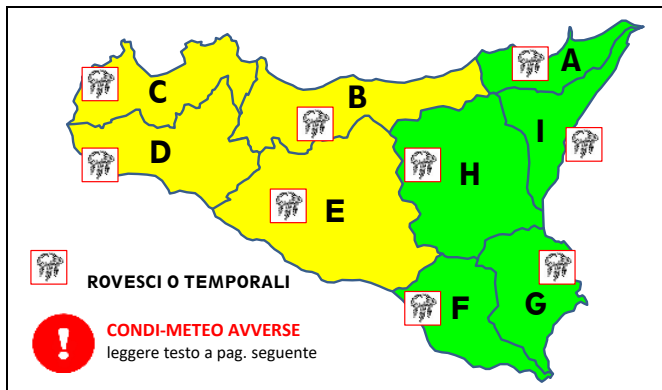 A
C
B
I
D
H
E
ROVESCI O TEMPORALI
F
G
CONDI-METEO AVVERSE
leggere testo a pag. seguente